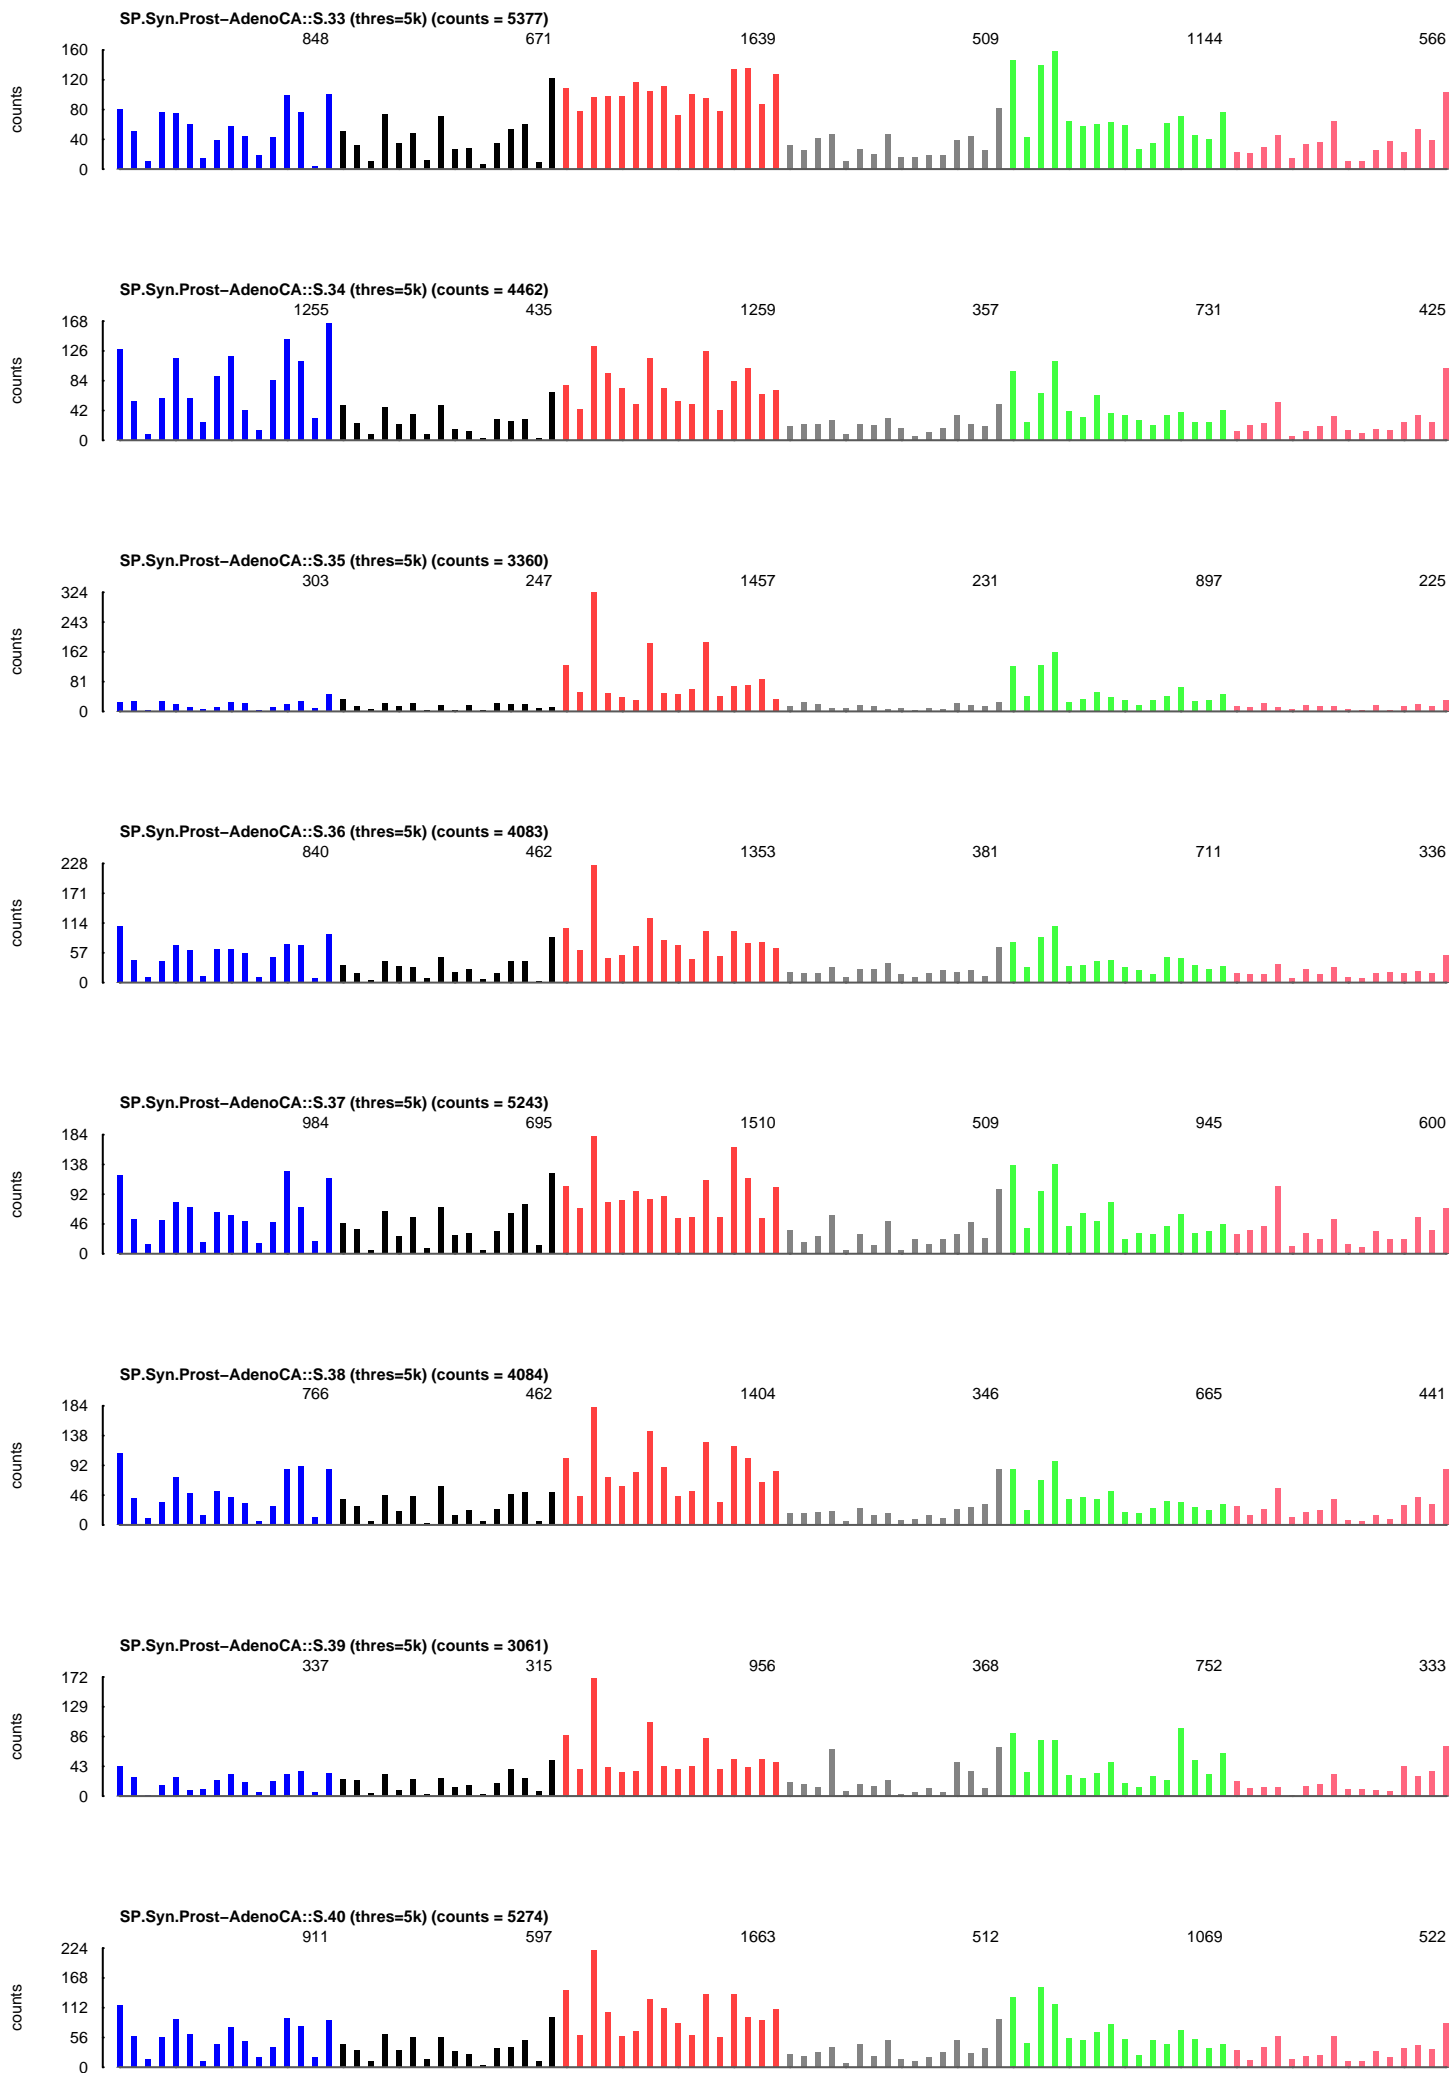 SP.Syn.Prost−AdenoCA::S.33 (thres=5k) (counts = 5377)
848 671 1639 509 1144 566
160
120
80
40
0
counts
SP.Syn.Prost−AdenoCA::S.34 (thres=5k) (counts = 4462)
1255 435 1259 357 731 425
168
126
84
42
0
counts
SP.Syn.Prost−AdenoCA::S.35 (thres=5k) (counts = 3360)
303 247 1457 231 897 225
324
243
162
81
0
counts
SP.Syn.Prost−AdenoCA::S.36 (thres=5k) (counts = 4083)
840 462 1353 381 711 336
228
171
114
57
0
counts
SP.Syn.Prost−AdenoCA::S.37 (thres=5k) (counts = 5243)
984 695 1510 509 945 600
184
138
92
46
0
counts
SP.Syn.Prost−AdenoCA::S.38 (thres=5k) (counts = 4084)
766 462 1404 346 665 441
184
138
92
46
0
counts
SP.Syn.Prost−AdenoCA::S.39 (thres=5k) (counts = 3061)
337 315 956 368 752 333
172
129
86
43
0
counts
SP.Syn.Prost−AdenoCA::S.40 (thres=5k) (counts = 5274)
911 597 1663 512 1069 522
224
168
112
56
0
counts